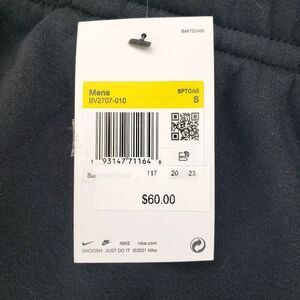 Mens SPTCAS
BV2707-010 S
1 93147 71164 6
117 20 23
$60.00
NIKE nike.com
SWOOSH JUST DO IT ©2021 Nike